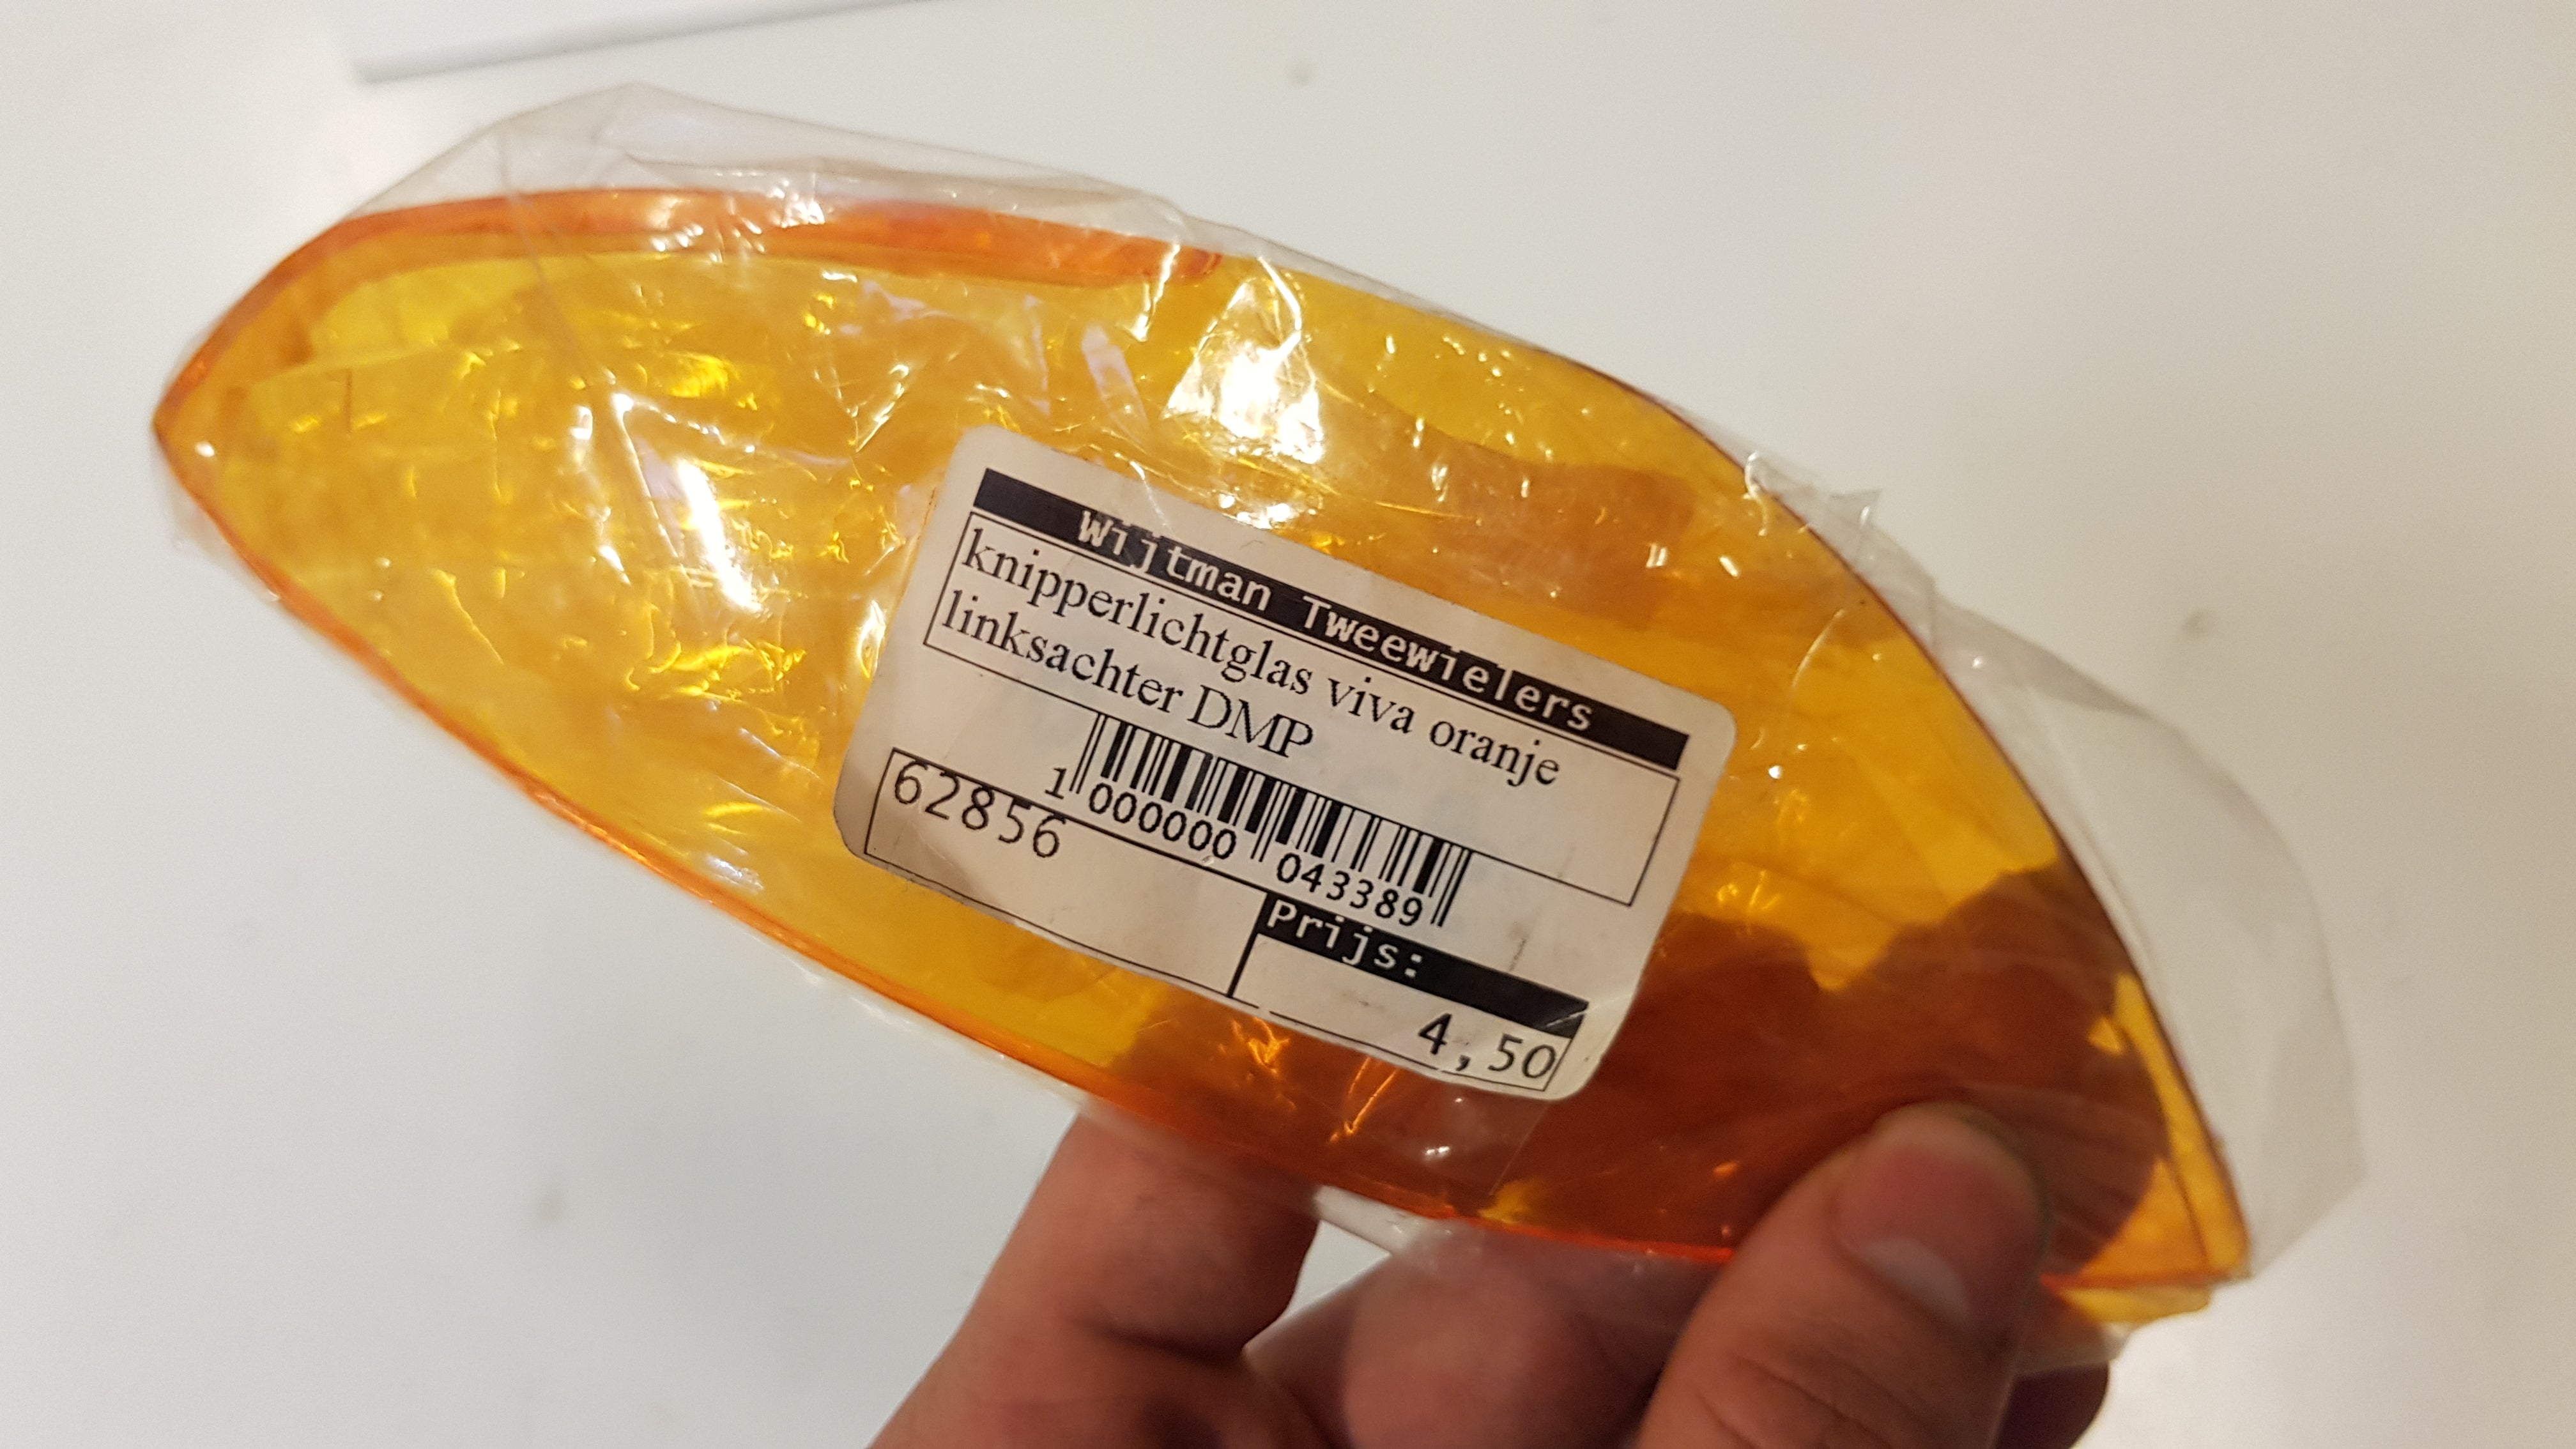 Wijtman Tweewielers
knipperlichtglas viva oranje
linksachter DMP
1 000000 043389
62856
Prijs:
4,50